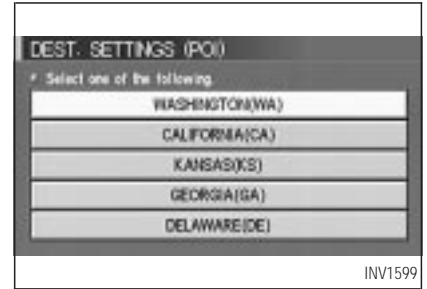 DEST. SETTINGS (POI)
* Select one of the following.
WASHINGTON(WA)
CALIFORNIA(CA)
KANSAS(KS)
GEORGIA(GA)
DELAWARE(DE)
INV1599